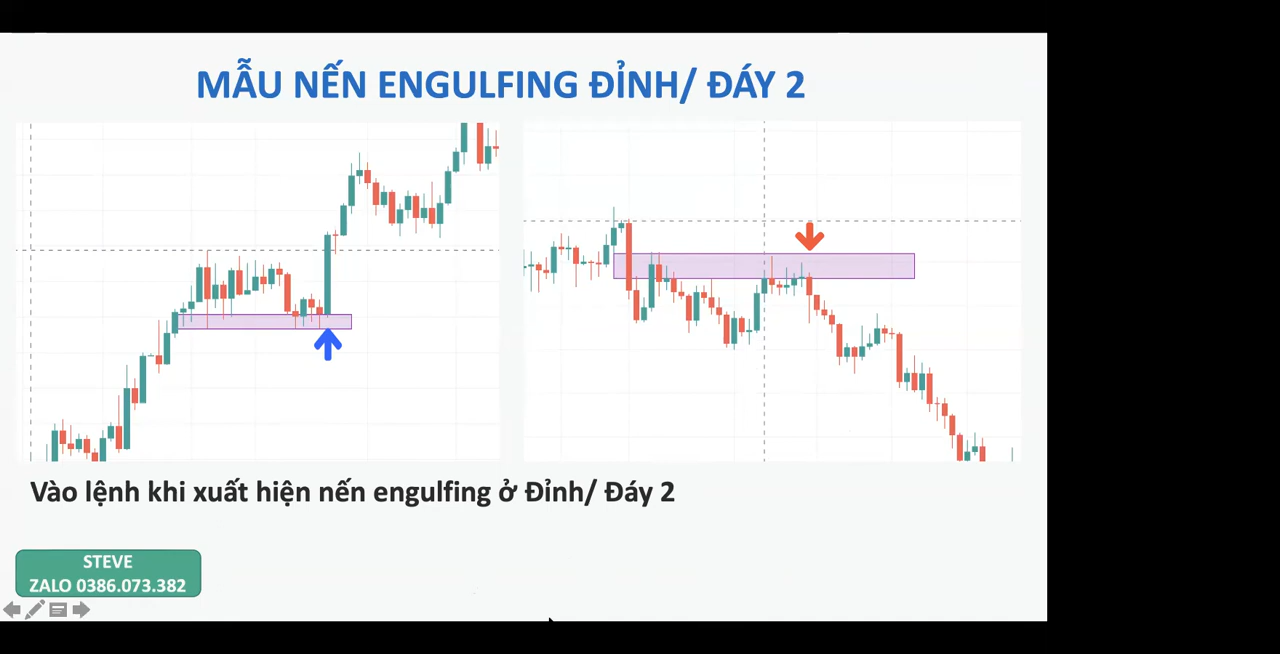 MẪU NẾN ENGULFING ĐỈNH/ ĐÁY 2
Vào lệnh khi xuất hiện nến engulfing ở Đỉnh/ Đáy 2
STEVE
ZALO 0386.073.382